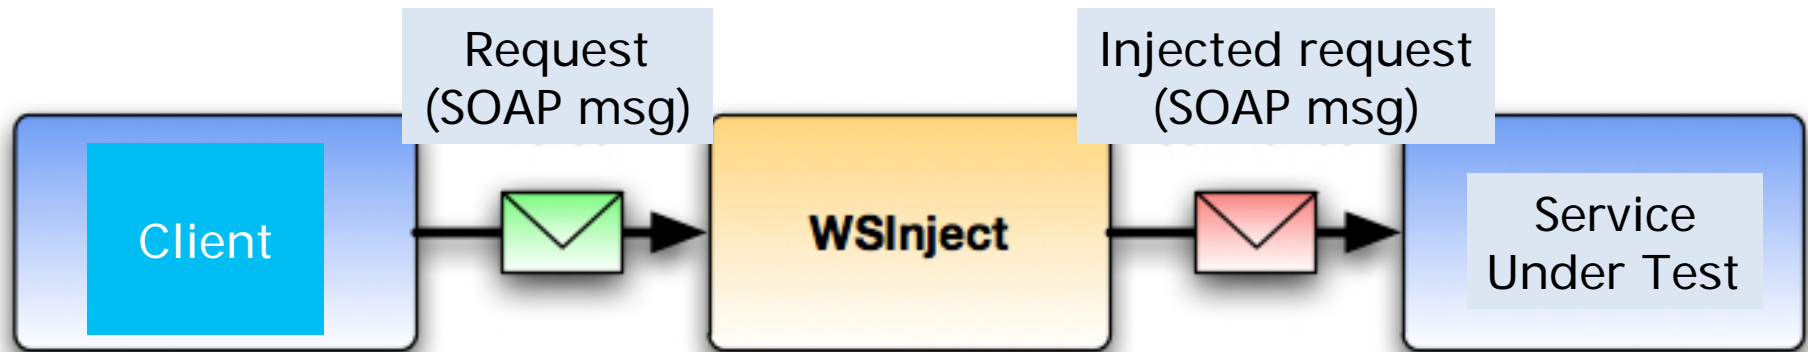 Request
(SOAP msg)
Injected request
(SOAP msg)
Client
WSInject
Service
Under Test